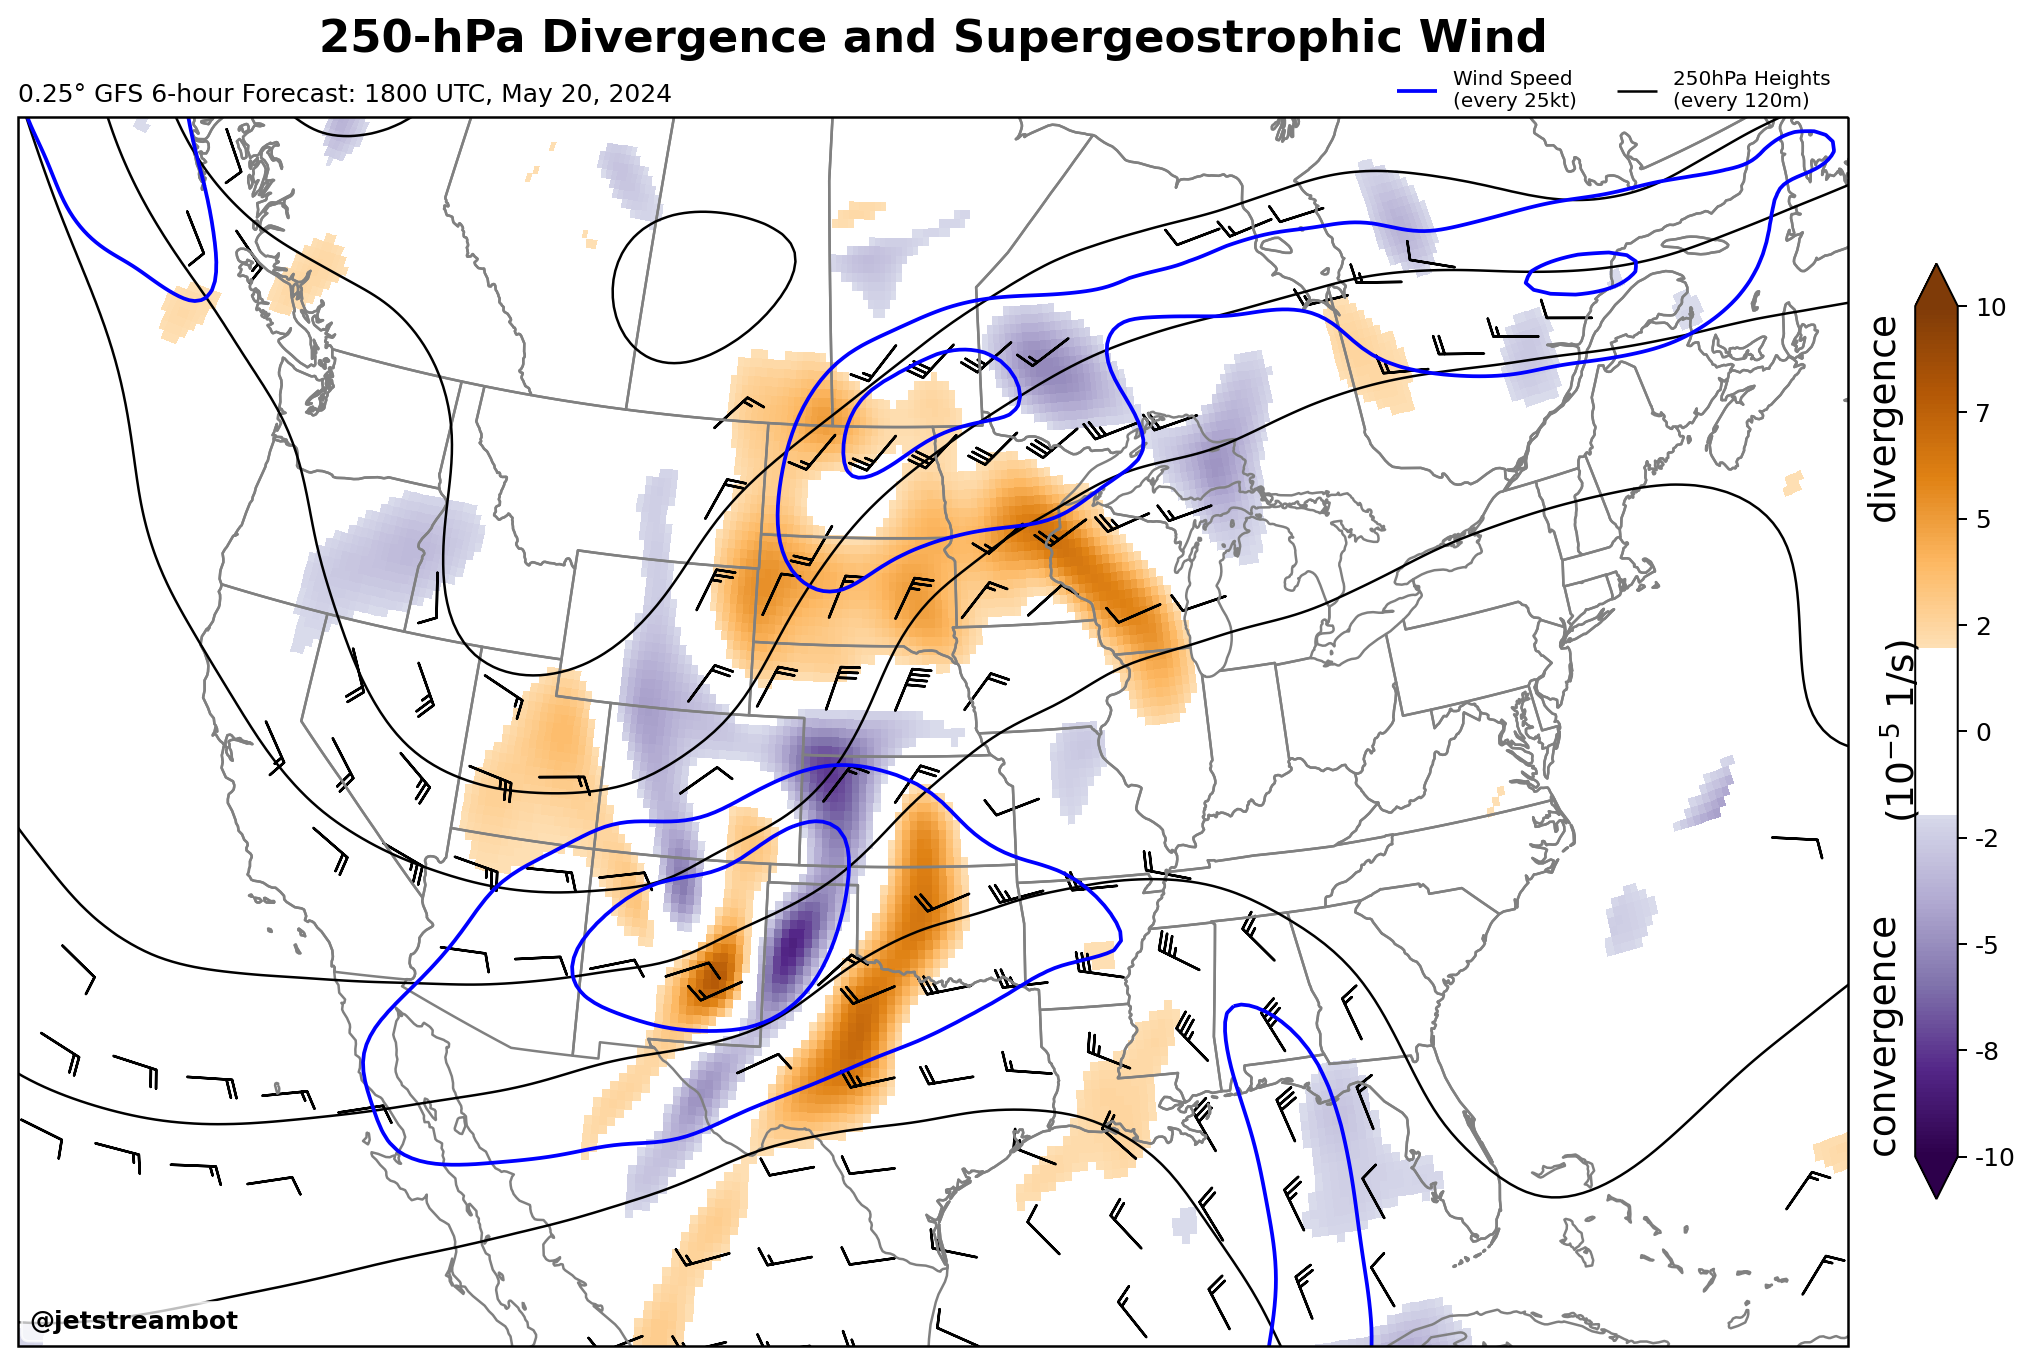 250-hPa Divergence and Supergeostrophic Wind
0.25° GFS 6-hour Forecast: 1800 UTC, May 20, 2024
Wind Speed
(every 25kt)
250hPa Heights
(every 120m)
divergence
(10⁻⁵ 1/s)
convergence
10
7
5
4
2
0
-2
-4
-5
-8
-10
@jetstreambot